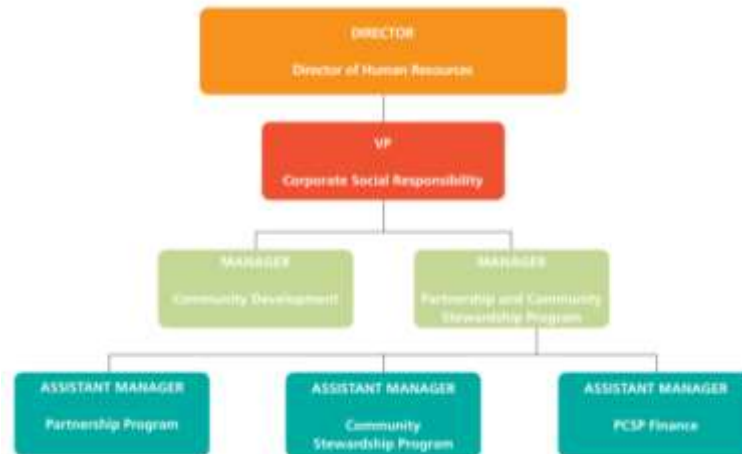 DIRECTOR
Director of Human Resources
VP
Corporate Social Responsibility
MANAGER
Community Development
MANAGER
Partnership and Community
Stewardship Program
ASSISTANT MANAGER
Partnership Program
ASSISTANT MANAGER
Community
Stewardship Program
ASSISTANT MANAGER
PCSP Finance